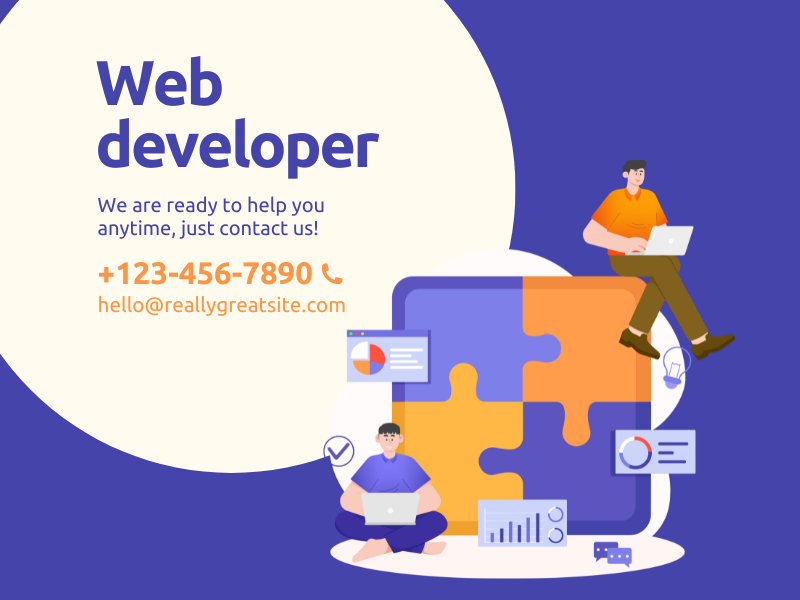 Web
developer
We are ready to help you
anytime, just contact us!
+123-456-7890
hello@reallygreatsite.com